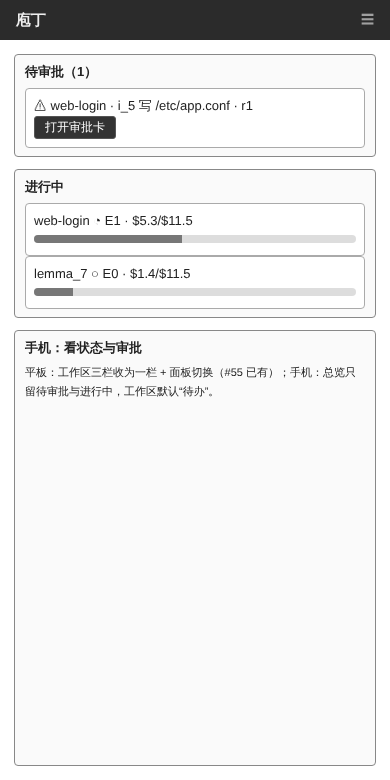 庖丁 ☰
待审批（1）
⚠ web-login · i_5 写 /etc/app.conf · r1
打开审批卡
进行中
web-login ◔ E1 · $5.3/$11.5
lemma_7 ○ E0 · $1.4/$11.5
手机：看状态与审批
平板：工作区三栏收为一栏 + 面板切换（#55 已有）；手机：总览只
留待审批与进行中，工作区默认“待办”。